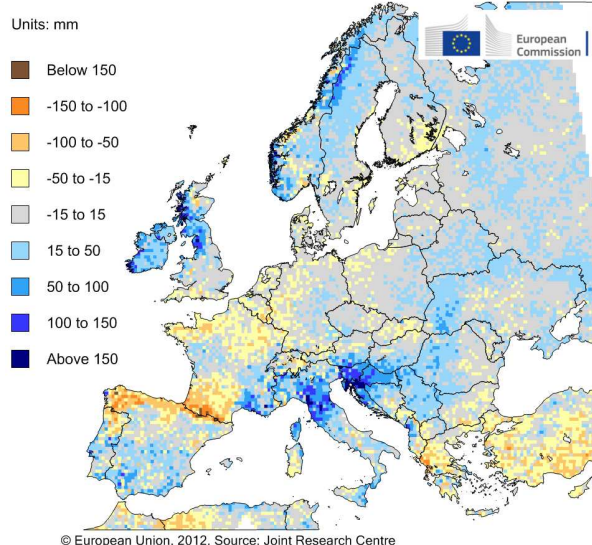 Units: mm
European
Commission
Below 150
-150 to -100
-100 to -50
-50 to -15
-15 to 15
15 to 50
50 to 100
100 to 150
Above 150
© European Union, 2012. Source: Joint Research Centre